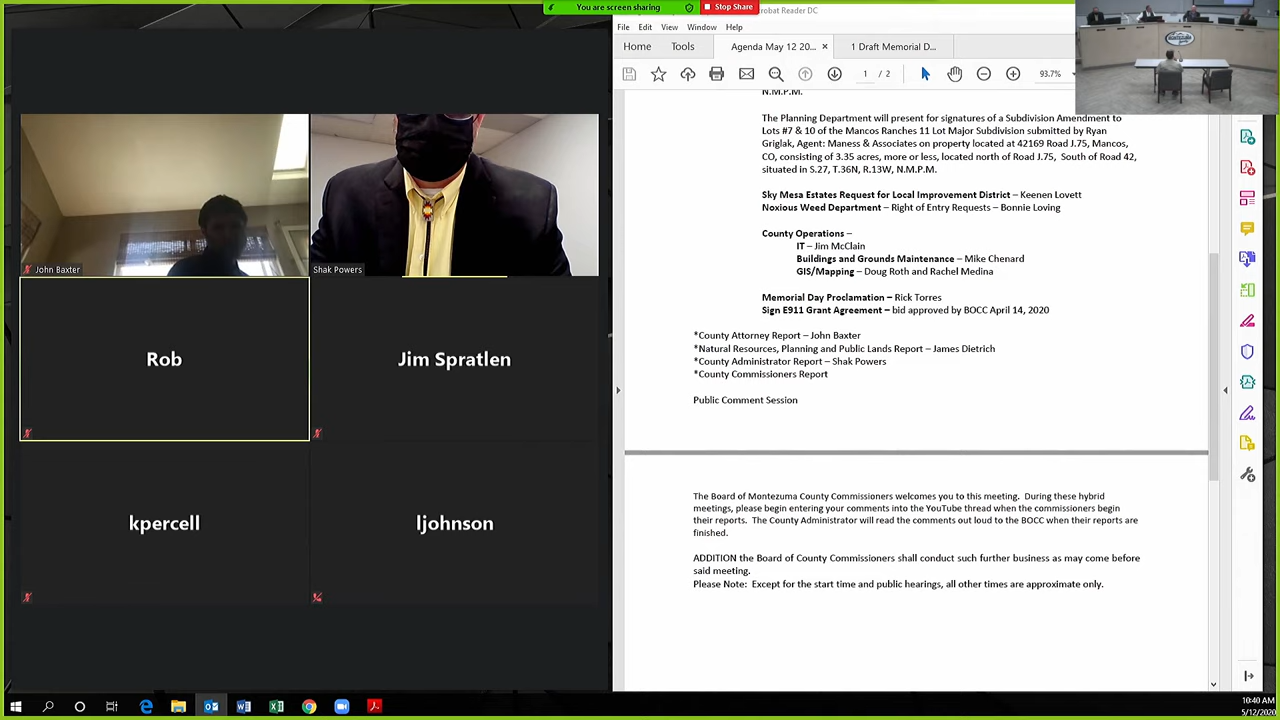 You are screen sharing
Stop Share
obat Reader DC
File Edit View Window Help
Home Tools Agenda May 12 20... × 1 Draft Memorial D...
1 / 2 93.7%
MONTEZUMA
N.M.P.M.
The Planning Department will present for signatures of a Subdivision Amendment to
Lots #7 & 10 of the Mancos Ranches 11 Lot Major Subdivision submitted by Ryan
Griglak, Agent: Maness & Associates on property located at 42169 Road J.75, Mancos,
CO, consisting of 3.35 acres, more or less, located north of Road J.75, South of Road 42,
situated in S.27, T.36N, R.13W, N.M.P.M.
Sky Mesa Estates Request for Local Improvement District – Keenen Lovett
Noxious Weed Department – Right of Entry Requests – Bonnie Loving
County Operations –
IT – Jim McClain
Buildings and Grounds Maintenance – Mike Chenard
GIS/Mapping – Doug Roth and Rachel Medina
Memorial Day Proclamation – Rick Torres
Sign E911 Grant Agreement – bid approved by BOCC April 14, 2020
*County Attorney Report – John Baxter
*Natural Resources, Planning and Public Lands Report – James Dietrich
*County Administrator Report – Shak Powers
*County Commissioners Report
Public Comment Session
The Board of Montezuma County Commissioners welcomes you to this meeting. During these hybrid
meetings, please begin entering your comments into the YouTube thread when the commissioners begin
their reports. The County Administrator will read the comments out loud to the BOCC when their reports are
finished.
ADDITION the Board of County Commissioners shall conduct such further business as may come before
said meeting.
Please Note: Except for the start time and public hearings, all other times are approximate only.
John Baxter
Shak Powers
Rob
Jim Spratlen
kpercell
ljohnson
10:40 AM
5/12/2020